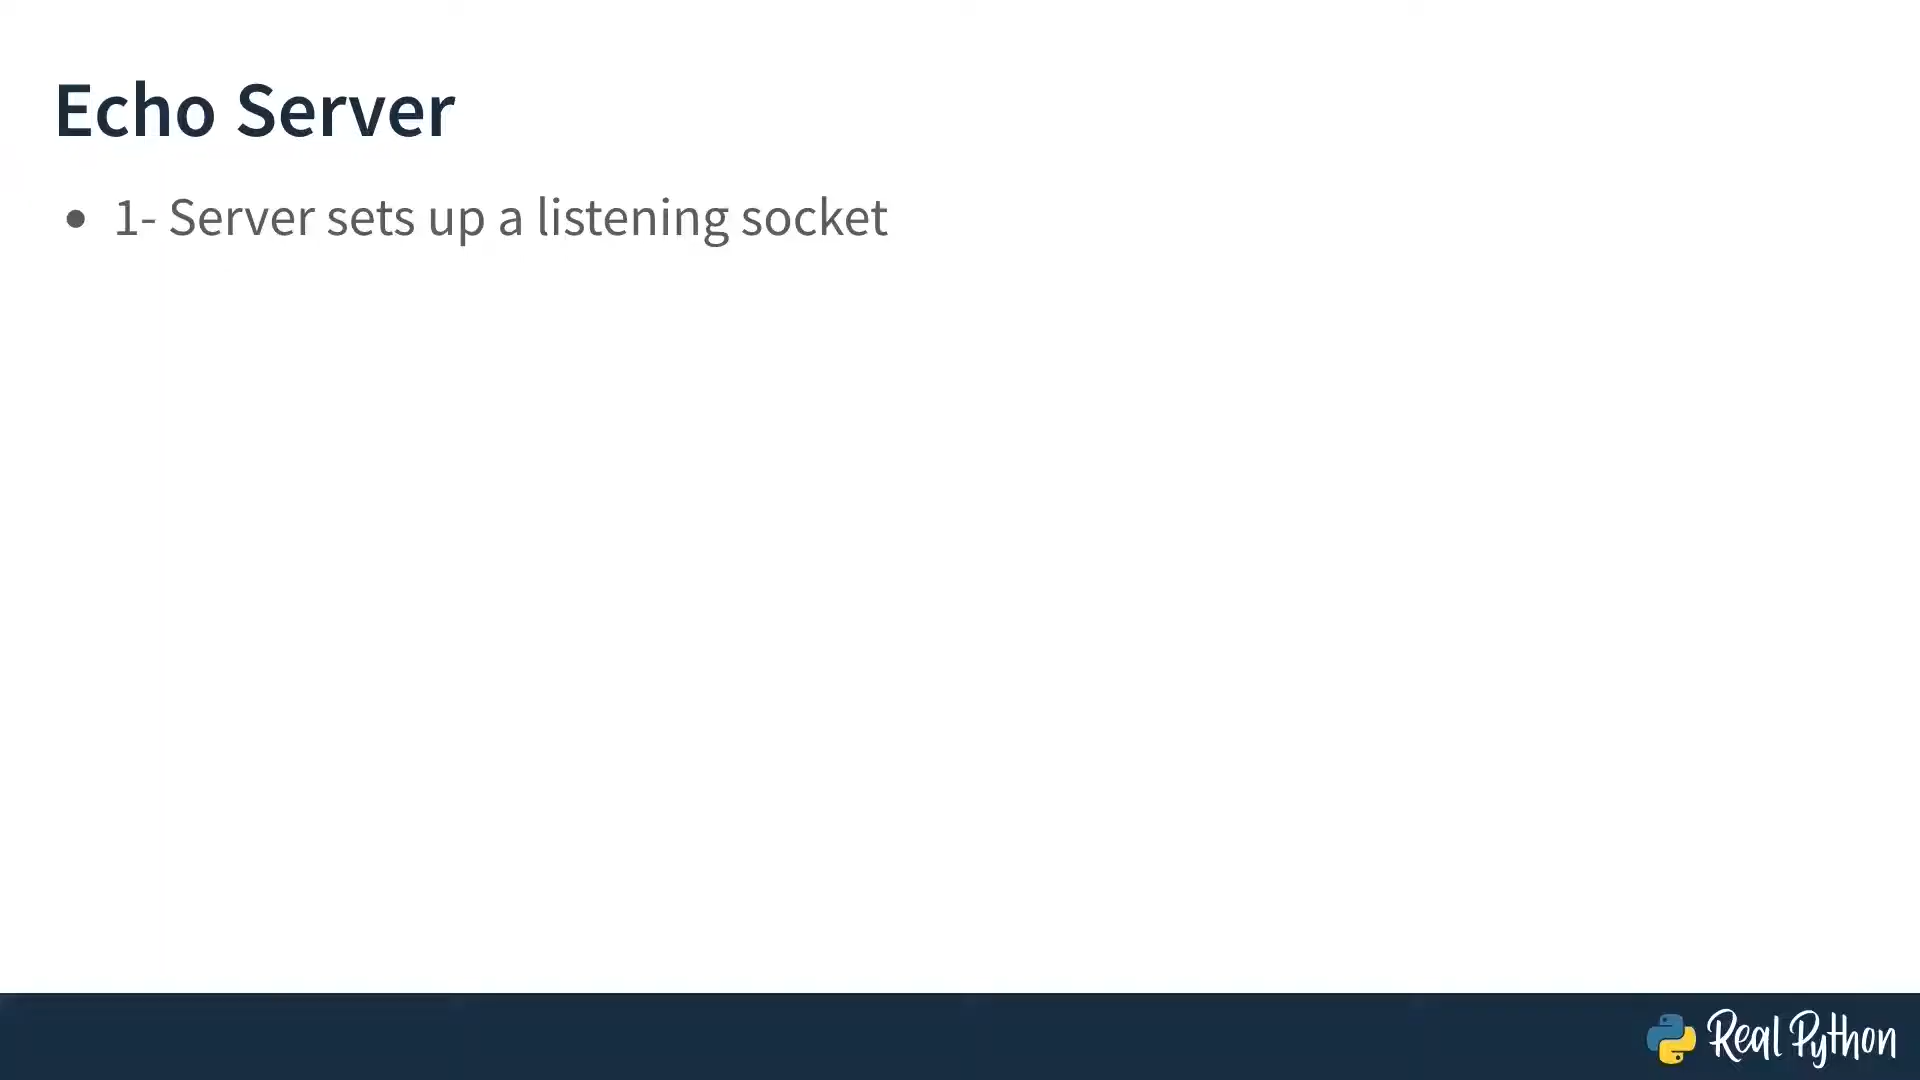 Echo Server
• 1- Server sets up a listening socket
Real Python